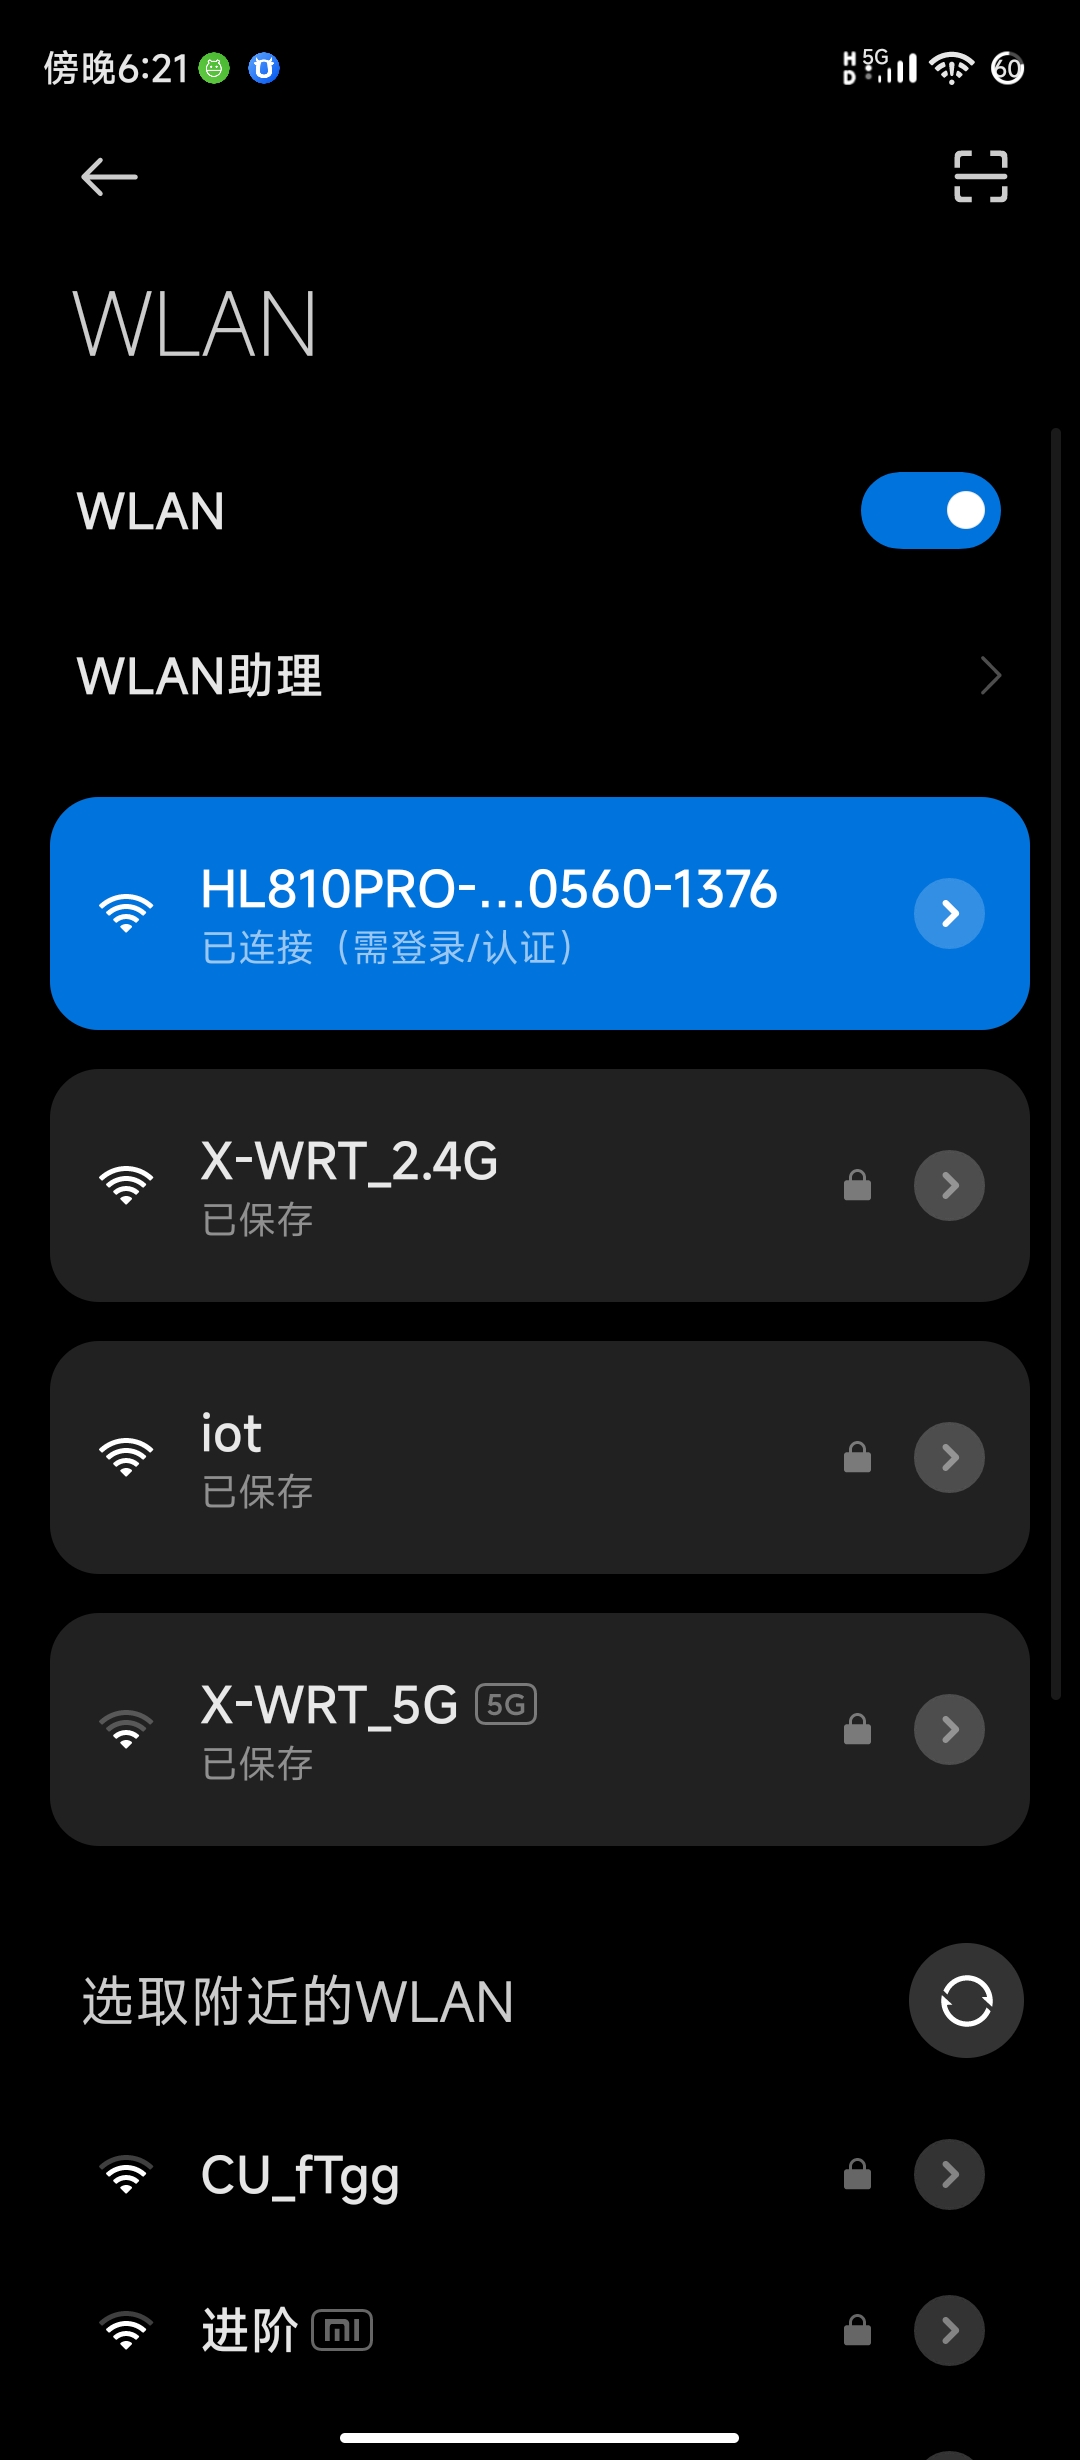 傍晚6:21
HD 5G 60
WLAN
WLAN
WLAN助理
HL810PRO-...0560-1376
已连接（需登录/认证）
X-WRT_2.4G
已保存
iot
已保存
X-WRT_5G 5G
已保存
选取附近的WLAN
CU_fTgg
进阶 mi